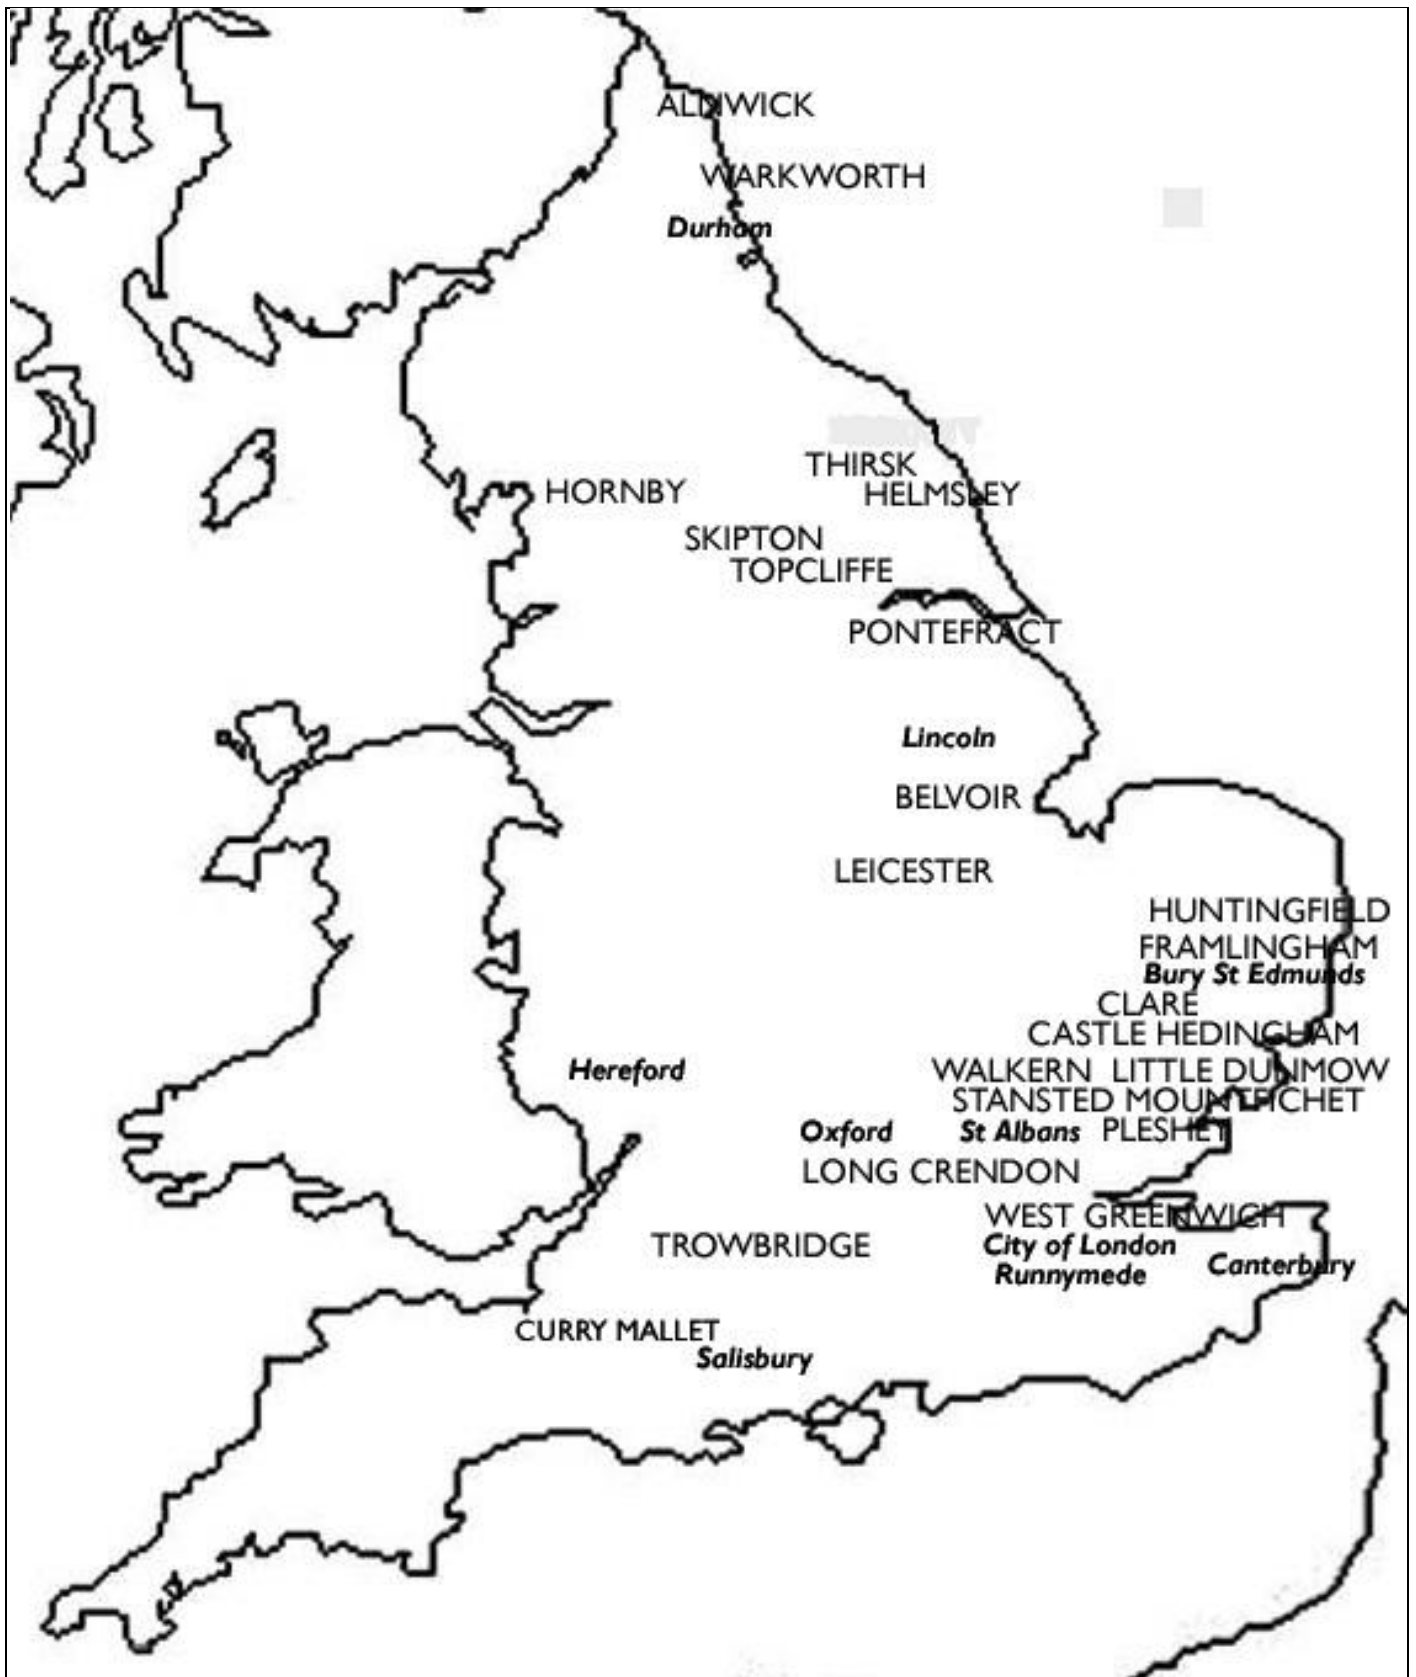 ALNWICK
WARKWORTH
Durham
THIRSK
HORNBY
HELMSLEY
SKIPTON
TOPCLIFFE
PONTEFRACT
Lincoln
BELVOIR
LEICESTER
HUNTINGFIELD
FRAMLINGHAM
Bury St Edmunds
CLARE
CASTLE HEDINGHAM
Hereford
WALKERN LITTLE DUNMOW
STANSTED MOUNTFICHET
Oxford St Albans PLESHEY
LONG CRENDON
WEST GREENWICH
TROWBRIDGE
City of London
Canterbury
Runnymede
CURRY MALLET
Salisbury